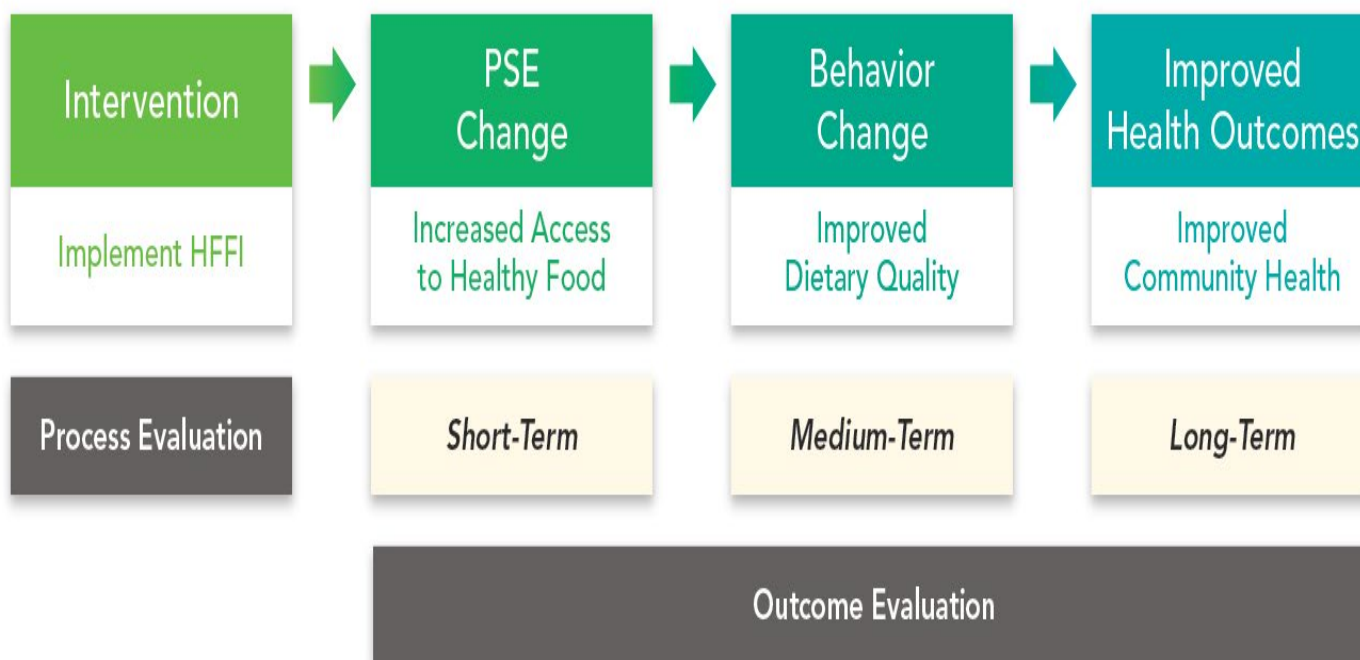 Intervention
Implement HFFI
PSE
Change
Increased Access
to Healthy Food
Behavior
Change
Improved
Dietary Quality
Improved
Health Outcomes
Improved
Community Health
Process Evaluation
Short-Term
Medium-Term
Long-Term
Outcome Evaluation